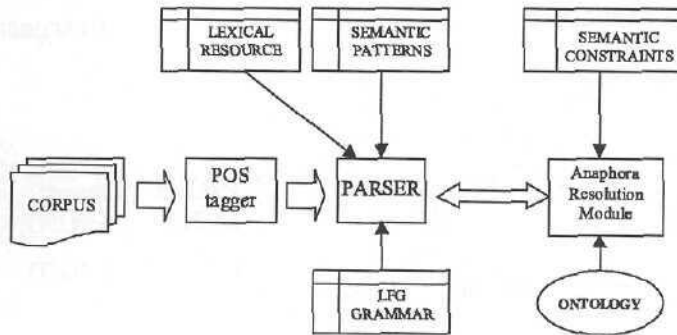 LEXICAL
RESOURCE
SEMANTIC
PATTERNS
SEMANTIC
CONSTRAINTS
CORPUS
POS
tagger
PARSER
Anaphora
Resolution
Module
LFG
GRAMMAR
ONTOLOGY